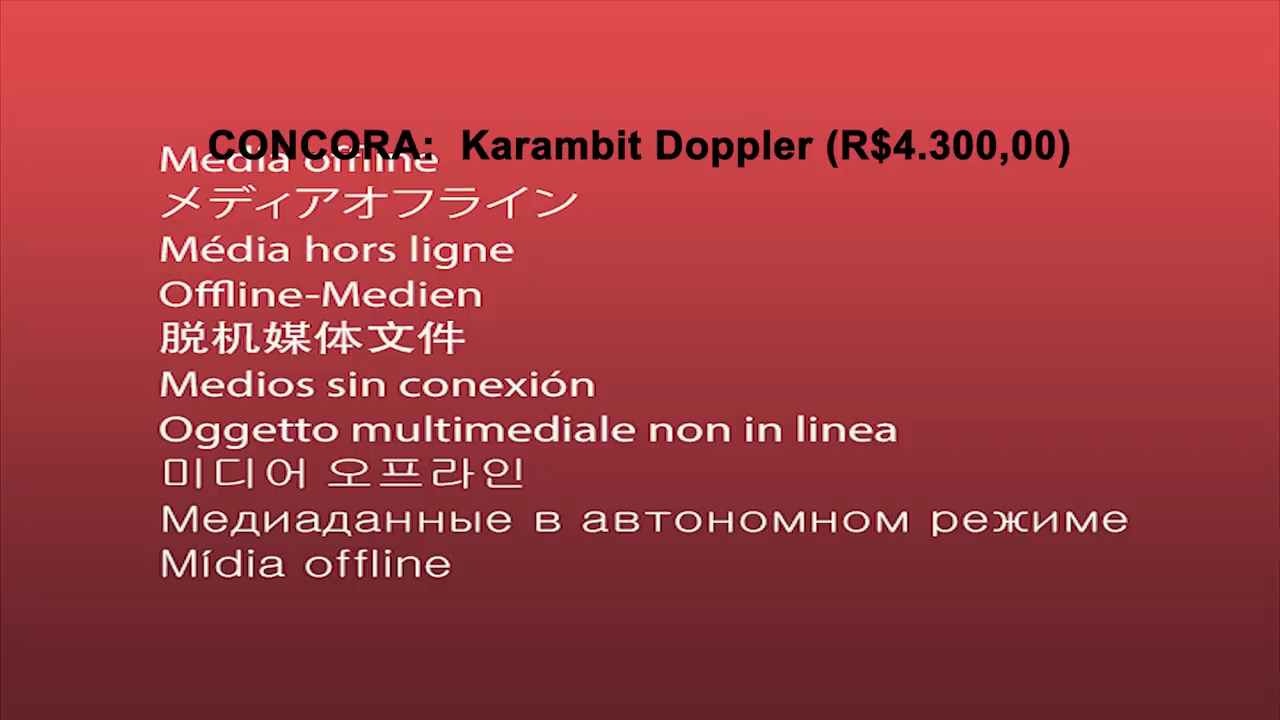 CONCORA: Karambit Doppler (R$4.300,00)
Media offline
メディアオフライン
Média hors ligne
Offline-Medien
脱机媒体文件
Medios sin conexión
Oggetto multimediale non in linea
미디어 오프라인
Медиаданные в автономном режиме
Mídia offline